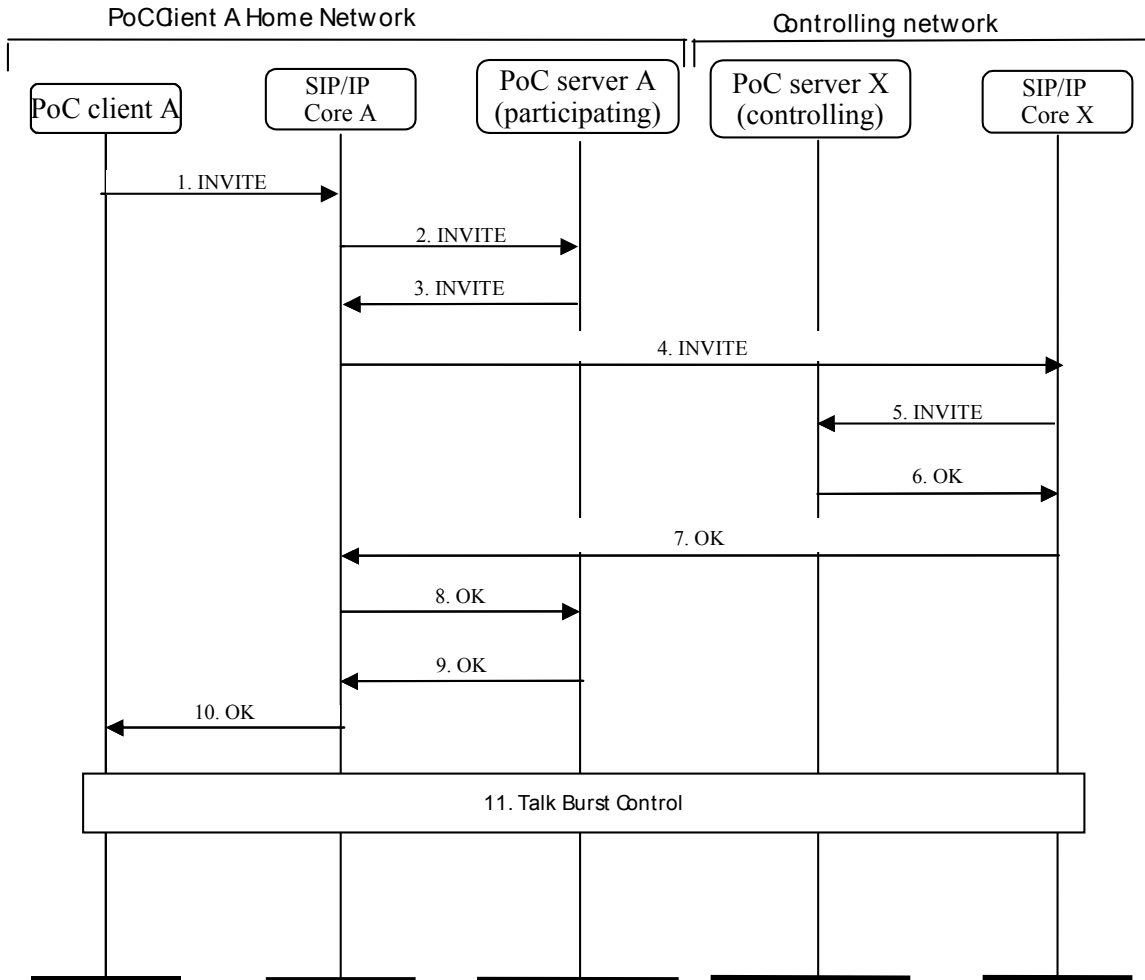 PoCClient A Home Network
Controlling network
PoC client A
SIP/IP
Core A
PoC server A
(participating)
PoC server X
(controlling)
SIP/IP
Core X
1. INVITE
2. INVITE
3. INVITE
4. INVITE
5. INVITE
6. OK
7. OK
8. OK
9. OK
10. OK
11. Talk Burst Control